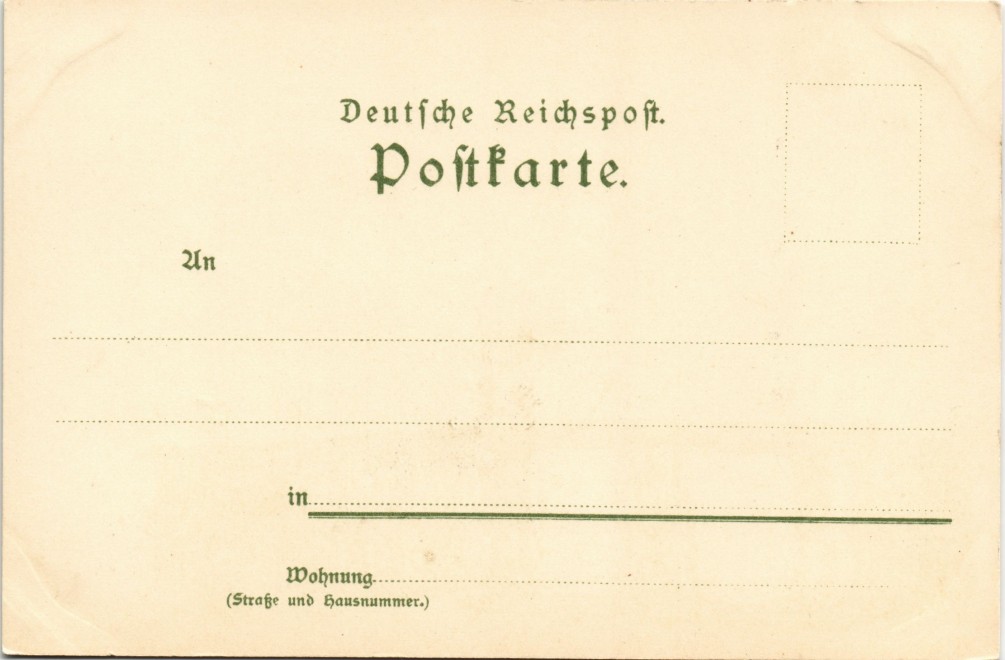 Deutſche Reichspoſt.
Poſtkarte.
An
in
Wohnung
(Straße und Hausnummer.)